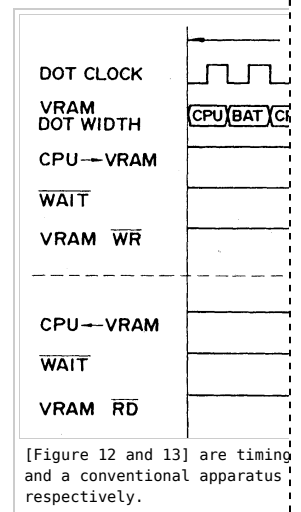 DOT CLOCK
VRAM
DOT WIDTH
CPU BAT
CPU→VRAM
WAIT
VRAM WR
CPU←VRAM
WAIT
VRAM RD
[Figure 12 and 13] are timing
and a conventional apparatus
respectively.